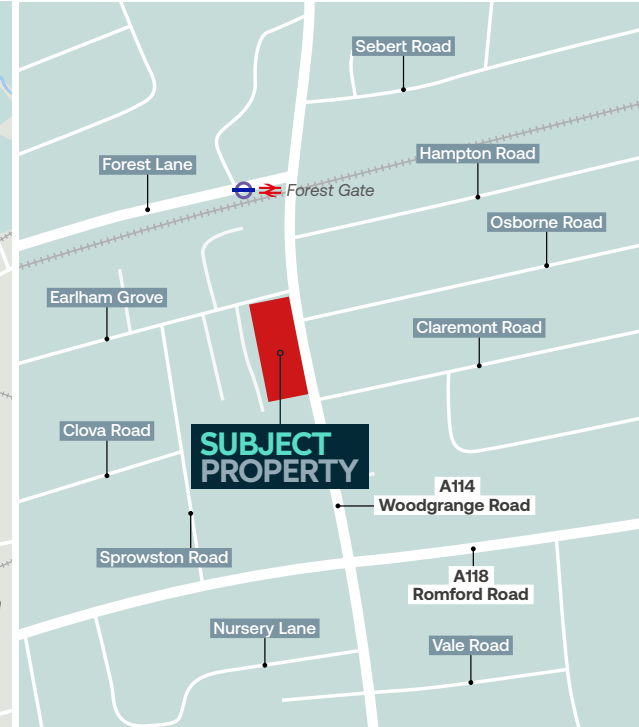 Sebert Road
Hampton Road
Forest Lane
Forest Gate
Osborne Road
Earlham Grove
Claremont Road
Clova Road
SUBJECT
PROPERTY
A114
Woodgrange Road
Sprowston Road
A118
Romford Road
Nursery Lane
Vale Road